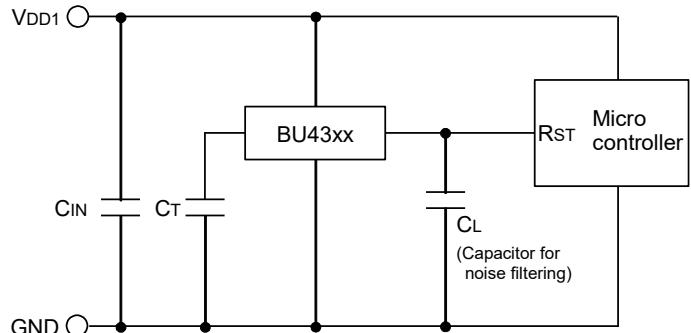 VDD1
BU43xx
RST
Micro
controller
CIN
CT
CL
(Capacitor for
noise filtering)
GND